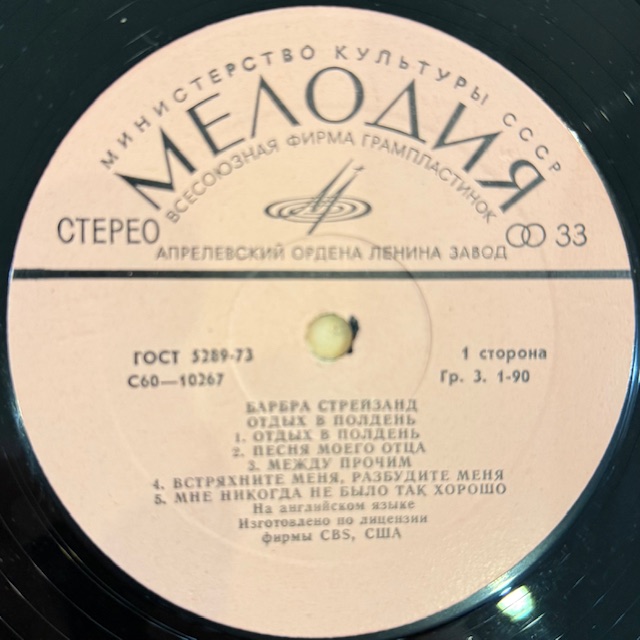 МИНИСТЕРСТВО КУЛЬТУРЫ СССР
МЕЛОДИЯ
ВСЕСОЮЗНАЯ ФИРМА ГРАМПЛАСТИНОК
СТЕРЕО
33
АПРЕЛЕВСКИЙ ОРДЕНА ЛЕНИНА ЗАВОД
ГОСТ 5289-73
1 сторона
С60—10267
Гр. 3. 1-90
БАРБРА СТРЕЙЗАНД
ОТДЫХ В ПОЛДЕНЬ
1. ОТДЫХ В ПОЛДЕНЬ
2. ПЕСНЯ МОЕГО ОТЦА
3. МЕЖДУ ПРОЧИМ
4. ВСТРЯХНИТЕ МЕНЯ, РАЗБУДИТЕ МЕНЯ
5. МНЕ НИКОГДА НЕ БЫЛО ТАК ХОРОШО
На английском языке
Изготовлено по лицензии
фирмы CBS, США